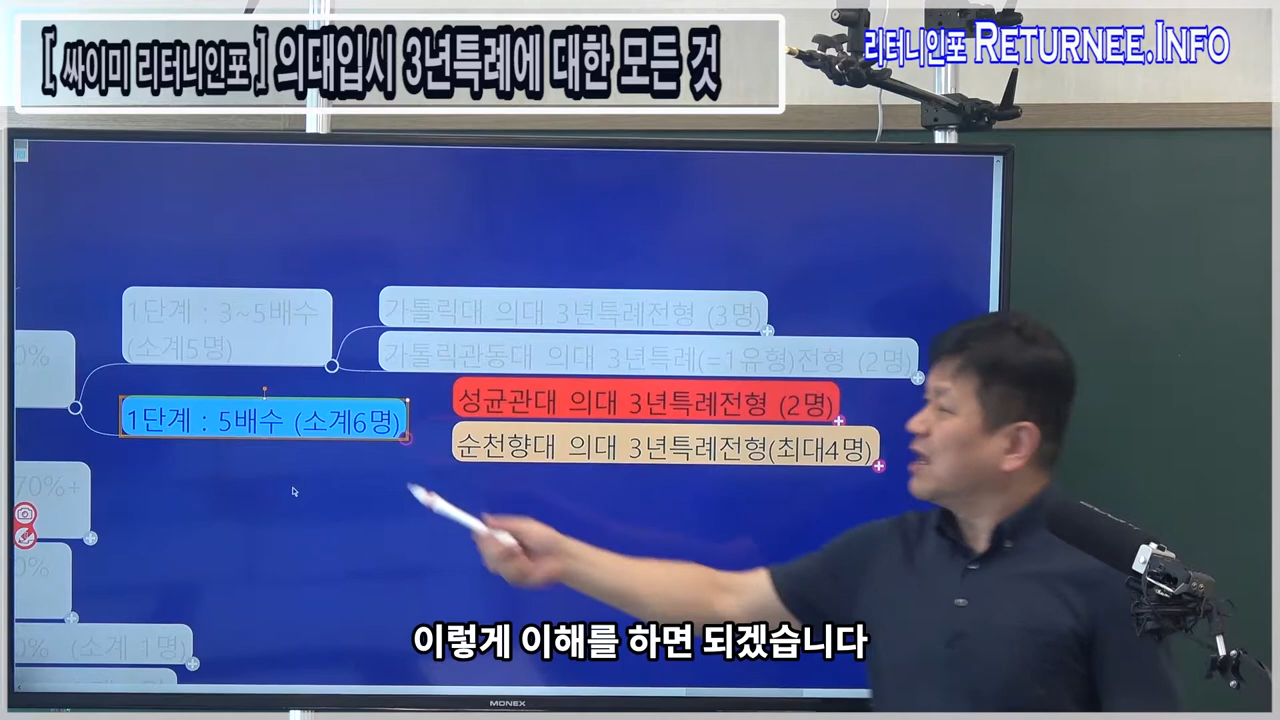 [ 싸이미 리터니인포 ] 의대입시 3년특례에 대한 모든 것
리터니인포 RETURNEE.INFO
1단계 : 3~5배수
(소계5명)
가톨릭대 의대 3년특례전형 (3명)
가톨릭관동대 의대 3년특례(=1유형)전형 (2명)
0%
1단계 : 5배수 (소계6명)
성균관대 의대 3년특례전형 (2명)
순천향대 의대 3년특례전형(최대4명)
70%+
0%
0% (소계 1명)
이렇게 이해를 하면 되겠습니다
MONEX